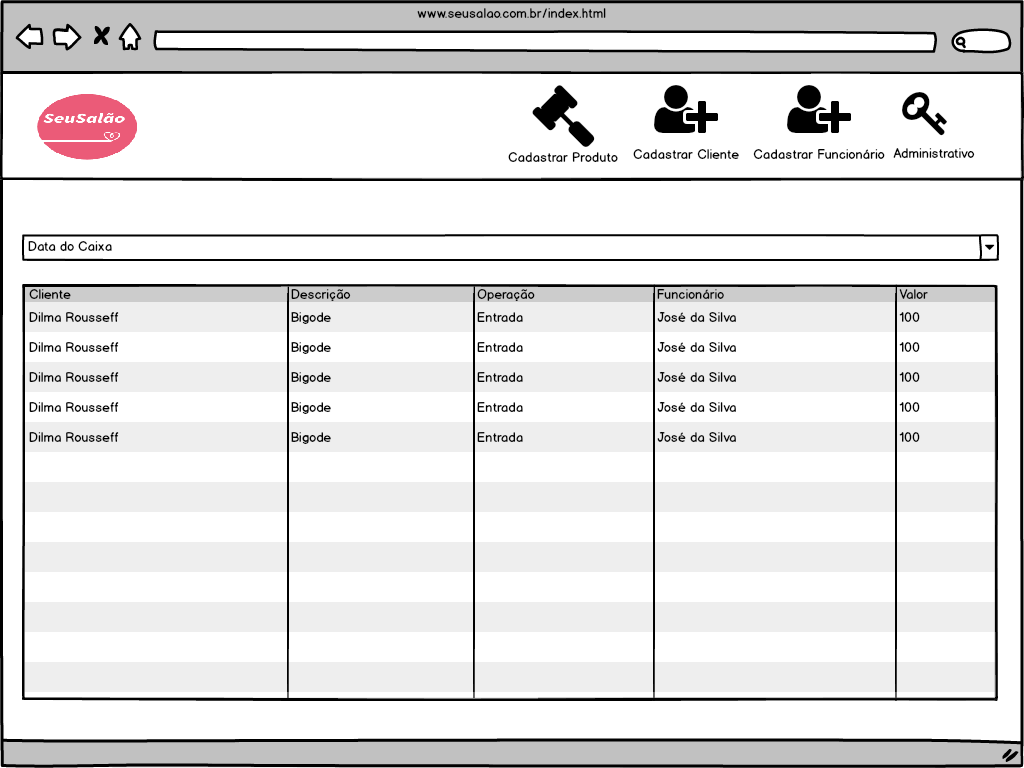 www.seusalao.com.br/index.html
SeuSalão
Cadastrar Produto Cadastrar Cliente Cadastrar Funcionário Administrativo
Data do Caixa
Cliente Descrição Operação Funcionário Valor
Dilma Rousseff Bigode Entrada José da Silva 100
Dilma Rousseff Bigode Entrada José da Silva 100
Dilma Rousseff Bigode Entrada José da Silva 100
Dilma Rousseff Bigode Entrada José da Silva 100
Dilma Rousseff Bigode Entrada José da Silva 100